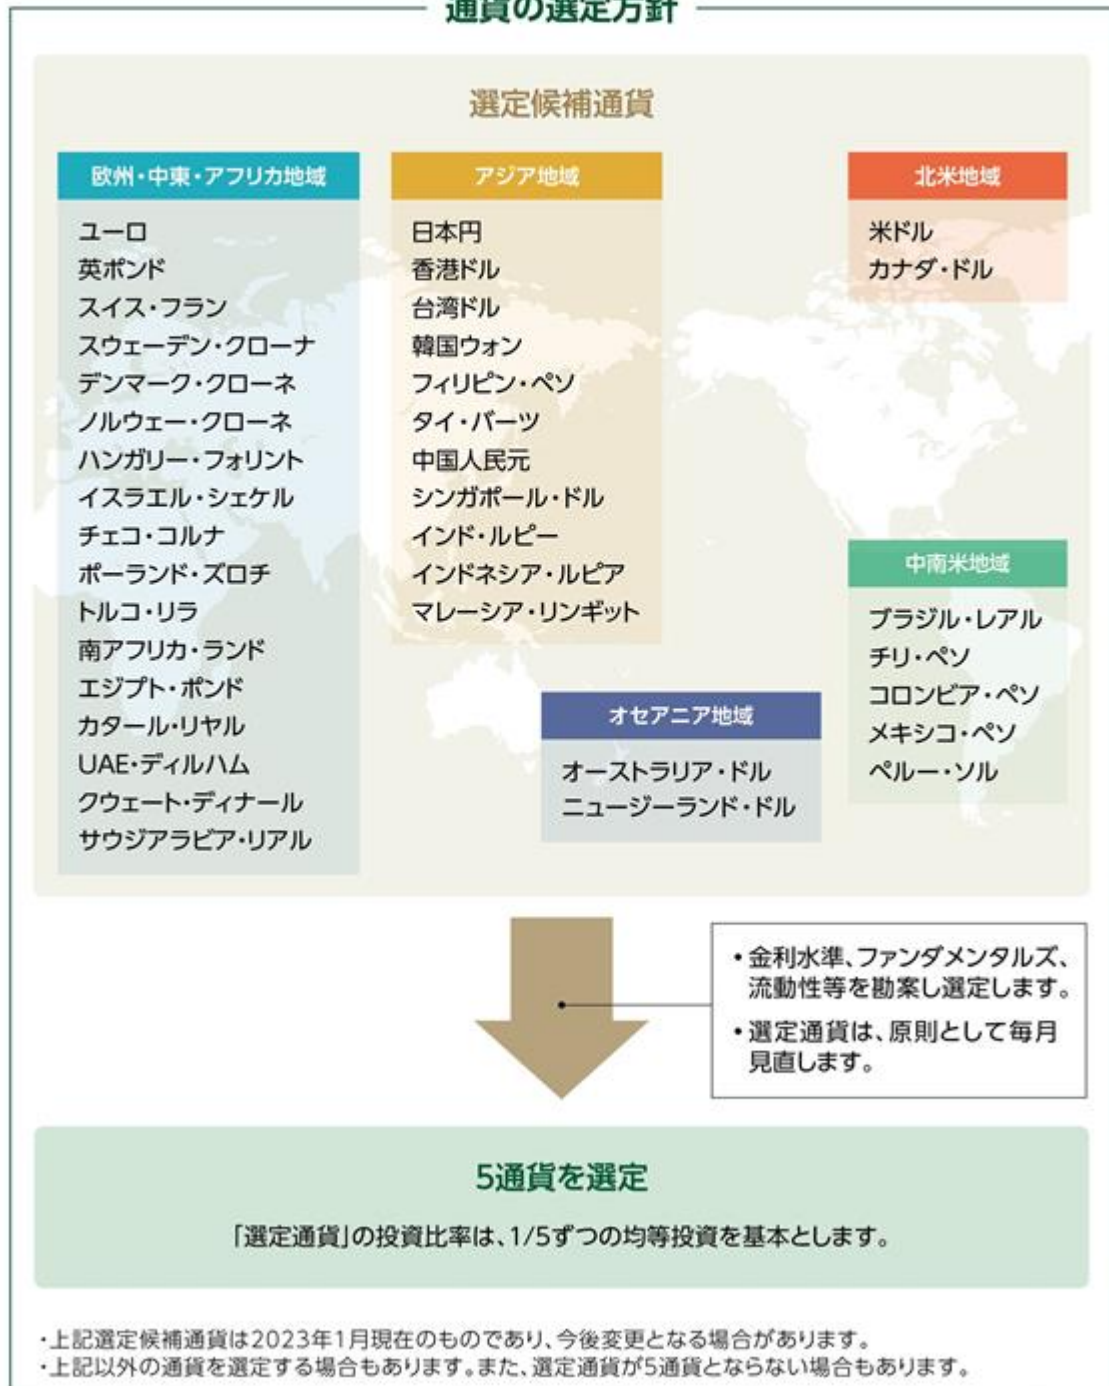 通貨の選定方針
選定候補通貨
欧州・中東・アフリカ地域
ユーロ
英ポンド
スイス・フラン
スウェーデン・クローナ
デンマーク・クローネ
ノルウェー・クローネ
ハンガリー・フォリント
イスラエル・シェケル
チェコ・コルナ
ポーランド・ズロチ
トルコ・リラ
南アフリカ・ランド
エジプト・ポンド
カタール・リヤル
UAE・ディルハム
クウェート・ディナール
サウジアラビア・リアル
アジア地域
日本円
香港ドル
台湾ドル
韓国ウォン
フィリピン・ペソ
タイ・バーツ
中国人民元
シンガポール・ドル
インド・ルピー
インドネシア・ルピア
マレーシア・リンギット
北米地域
米ドル
カナダ・ドル
中南米地域
ブラジル・レアル
チリ・ペソ
コロンビア・ペソ
メキシコ・ペソ
ペルー・ソル
オセアニア地域
オーストラリア・ドル
ニュージーランド・ドル
•金利水準、ファンダメンタルズ、
流動性等を勘案し選定します。
•選定通貨は、原則として毎月
見直します。
5通貨を選定
「選定通貨」の投資比率は、1/5ずつの均等投資を基本とします。
・上記選定候補通貨は2023年1月現在のものであり、今後変更となる場合があります。
・上記以外の通貨を選定する場合もあります。また、選定通貨が5通貨とならない場合もあります。